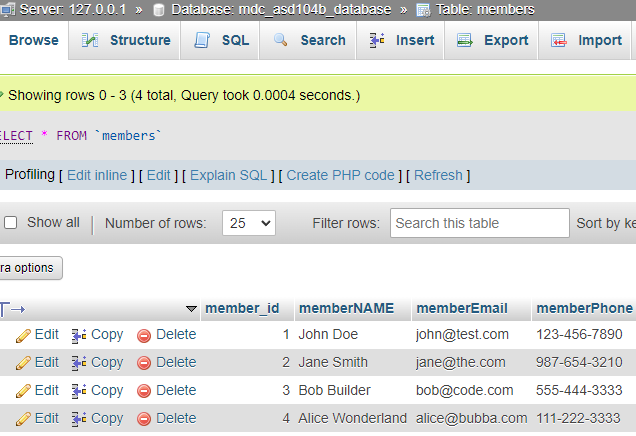 Server: 127.0.0.1 » Database: mdc_asd104b_database » Table: members
Browse Structure SQL Search Insert Export Import
Showing rows 0 - 3 (4 total, Query took 0.0004 seconds.)
ELECT * FROM `members`
Profiling [ Edit inline ] [ Edit ] [ Explain SQL ] [ Create PHP code ] [ Refresh ]
Show all Number of rows: 25 Filter rows: Search this table Sort by ke
ra options
member_id memberNAME memberEmail memberPhone
Edit Copy Delete 1 John Doe john@test.com 123-456-7890
Edit Copy Delete 2 Jane Smith jane@the.com 987-654-3210
Edit Copy Delete 3 Bob Builder bob@code.com 555-444-3333
Edit Copy Delete 4 Alice Wonderland alice@bubba.com 111-222-3333